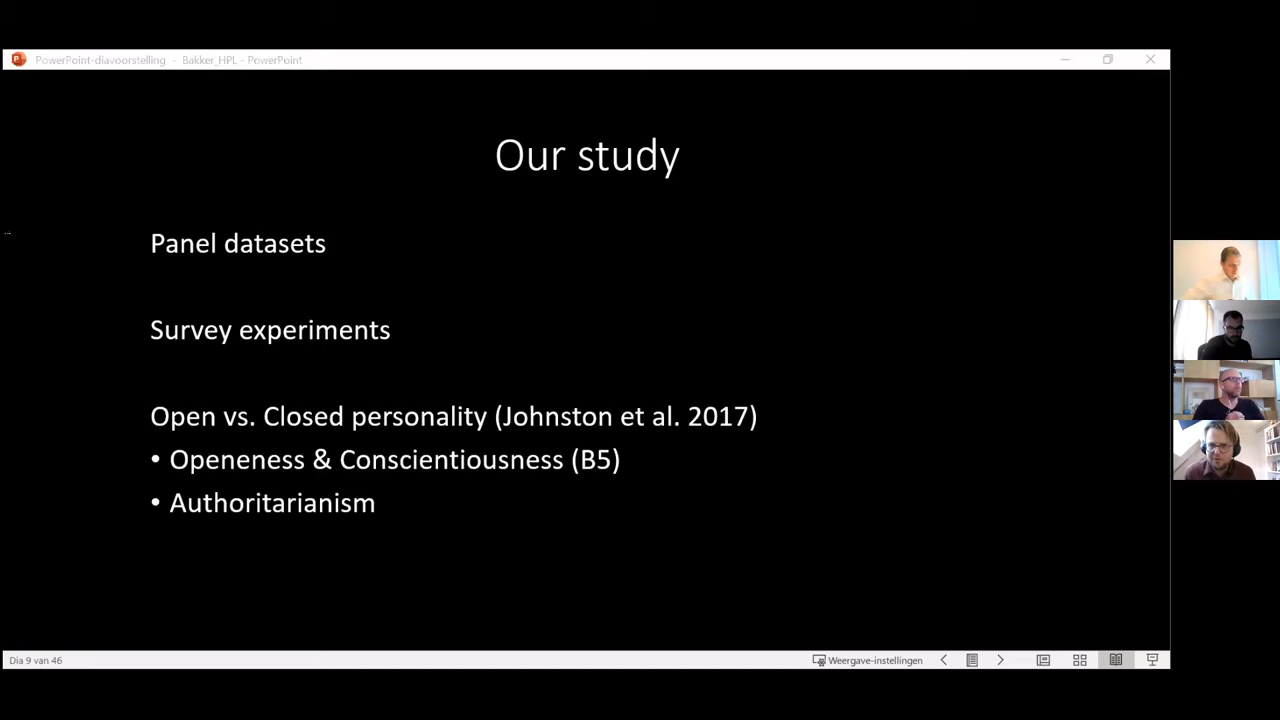 PowerPoint-diavoorstelling - Bakker_HPL - PowerPoint
Our study
Panel datasets
Survey experiments
Open vs. Closed personality (Johnston et al. 2017)
• Openeness & Conscientiousness (B5)
• Authoritarianism
Dia 9 van 46
Weergave-instellingen